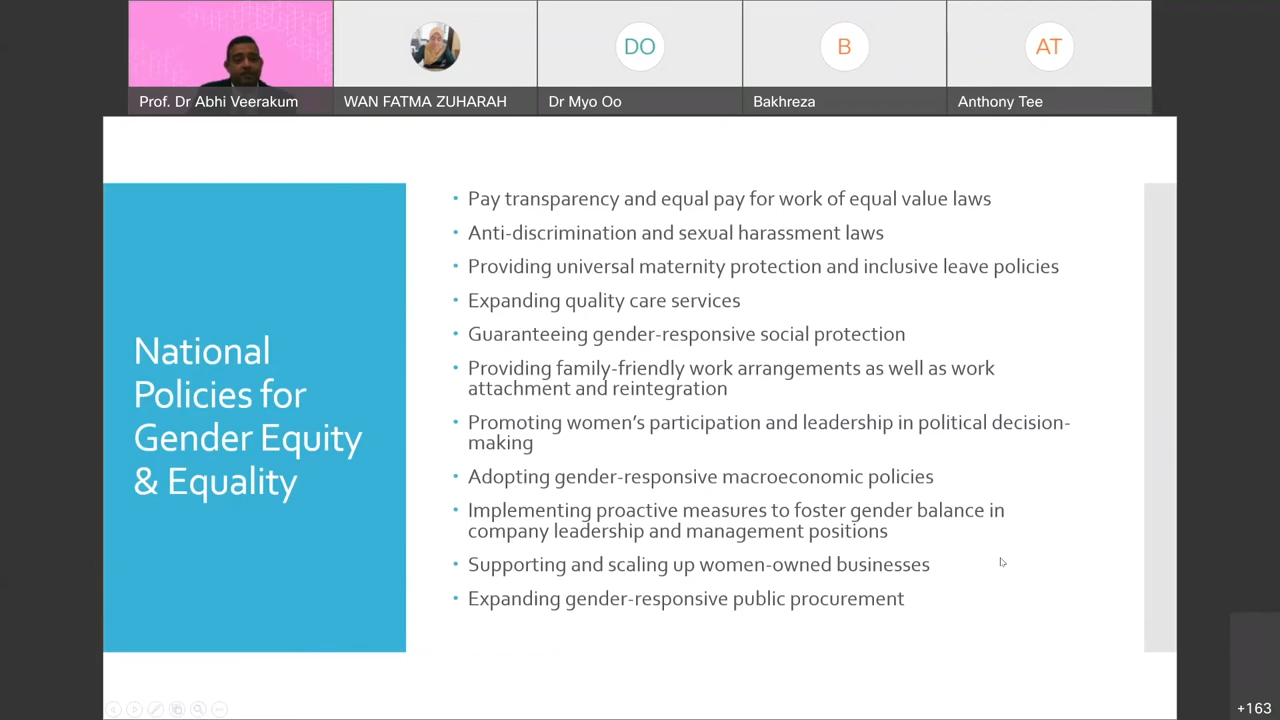 DO
B
AT
Prof. Dr Abhi Veerakum
WAN FATMA ZUHARAH
Dr Myo Oo
Bakhreza
Anthony Tee
National
Policies for
Gender Equity
& Equality
• Pay transparency and equal pay for work of equal value laws
• Anti-discrimination and sexual harassment laws
• Providing universal maternity protection and inclusive leave policies
• Expanding quality care services
• Guaranteeing gender-responsive social protection
• Providing family-friendly work arrangements as well as work
attachment and reintegration
• Promoting women's participation and leadership in political decision-
making
• Adopting gender-responsive macroeconomic policies
• Implementing proactive measures to foster gender balance in
company leadership and management positions
• Supporting and scaling up women-owned businesses
• Expanding gender-responsive public procurement
+163